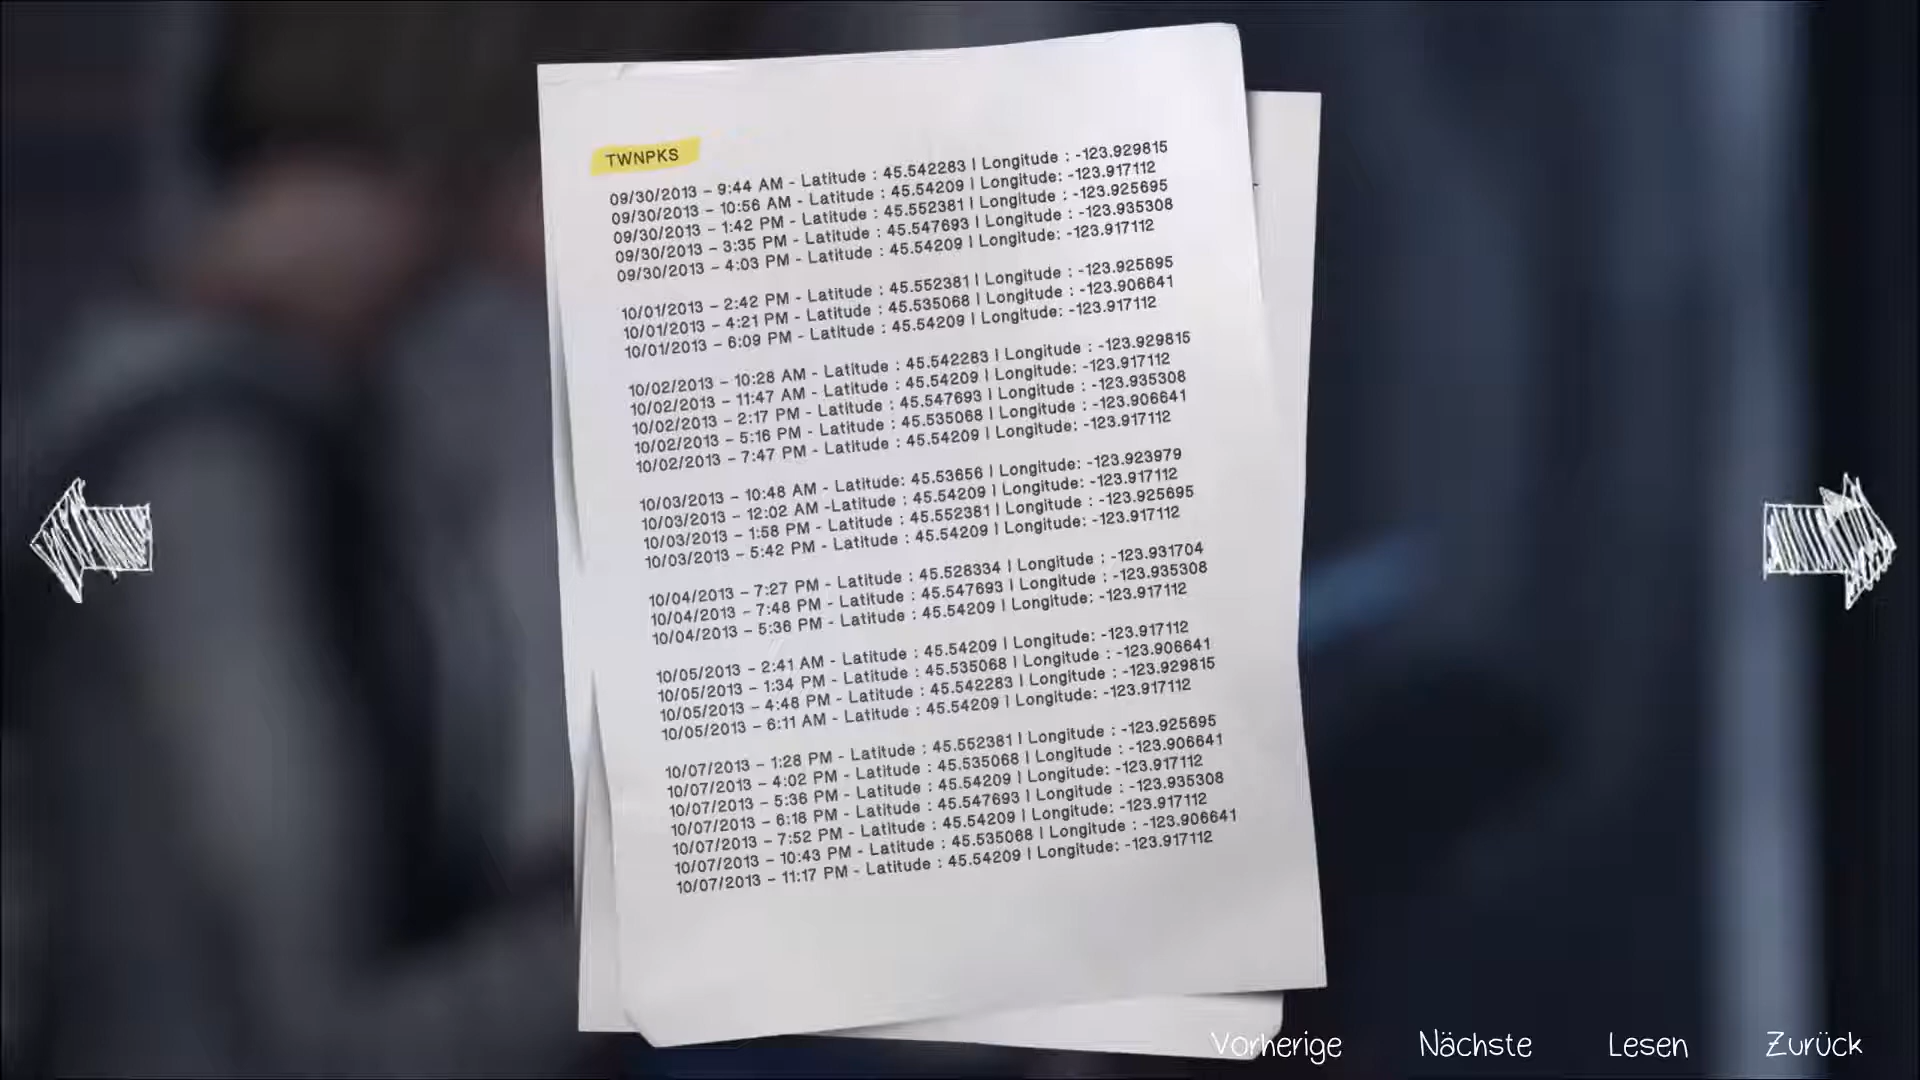 TWNPKS
09/30/2013 - 9:44 AM - Latitude : 45.542283 | Longitude : -123.929815
09/30/2013 - 10:56 AM - Latitude : 45.54209 | Longitude: -123.917112
09/30/2013 - 1:42 PM - Latitude : 45.552381 | Longitude : -123.925695
09/30/2013 - 3:35 PM - Latitude : 45.547693 | Longitude : -123.935308
09/30/2013 - 4:03 PM - Latitude : 45.54209 | Longitude: -123.917112
10/01/2013 - 2:42 PM - Latitude : 45.552381 | Longitude : -123.925695
10/01/2013 - 4:21 PM - Latitude : 45.535068 | Longitude : -123.906641
10/01/2013 - 6:09 PM - Latitude : 45.54209 | Longitude: -123.917112
10/02/2013 - 10:28 AM - Latitude : 45.542283 | Longitude : -123.929815
10/02/2013 - 11:47 AM - Latitude : 45.54209 | Longitude: -123.917112
10/02/2013 - 2:17 PM - Latitude : 45.547693 | Longitude : -123.935308
10/02/2013 - 5:16 PM - Latitude : 45.535068 | Longitude : -123.906641
10/02/2013 - 7:47 PM - Latitude : 45.54209 | Longitude: -123.917112
10/03/2013 - 10:48 AM - Latitude: 45.53656 | Longitude: -123.923979
10/03/2013 - 12:02 AM -Latitude : 45.54209 | Longitude: -123.917112
10/03/2013 - 1:58 PM - Latitude : 45.552381 | Longitude : -123.925695
10/03/2013 - 5:42 PM - Latitude : 45.54209 | Longitude: -123.917112
10/04/2013 - 7:27 PM - Latitude : 45.528334 | Longitude : -123.931704
10/04/2013 - 7:48 PM - Latitude : 45.547693 | Longitude : -123.935308
10/04/2013 - 5:36 PM - Latitude : 45.54209 | Longitude: -123.917112
10/05/2013 - 2:41 AM - Latitude : 45.54209 | Longitude: -123.917112
10/05/2013 - 1:34 PM - Latitude : 45.535068 | Longitude : -123.906641
10/05/2013 - 4:48 PM - Latitude : 45.542283 | Longitude : -123.929815
10/05/2013 - 6:11 AM - Latitude : 45.54209 | Longitude: -123.917112
10/07/2013 - 1:28 PM - Latitude : 45.552381 | Longitude : -123.925695
10/07/2013 - 4:02 PM - Latitude : 45.535068 | Longitude : -123.906641
10/07/2013 - 5:36 PM - Latitude : 45.54209 | Longitude: -123.917112
10/07/2013 - 6:18 PM - Latitude : 45.547693 | Longitude : -123.935308
10/07/2013 - 7:52 PM - Latitude : 45.54209 | Longitude: -123.917112
10/07/2013 - 10:43 PM - Latitude : 45.535068 | Longitude : -123.906641
10/07/2013 - 11:17 PM - Latitude : 45.54209 | Longitude: -123.917112
Vorherige Nächste Lesen Zurück